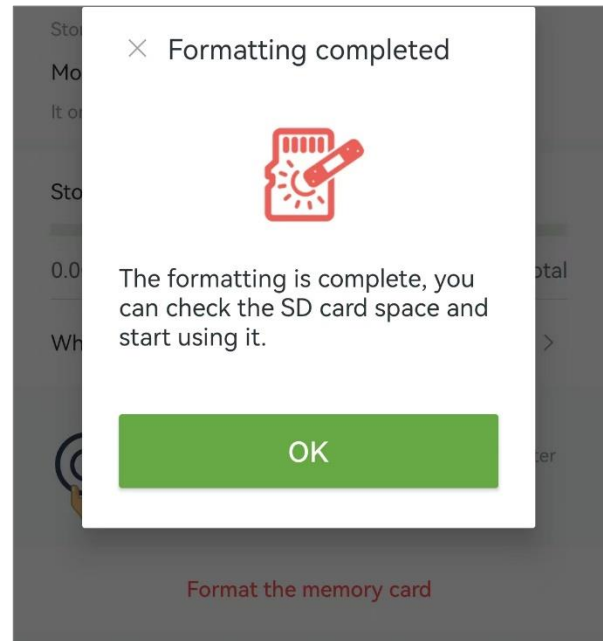 Formatting completed
The formatting is complete, you
can check the SD card space and
start using it.
OK
Format the memory card